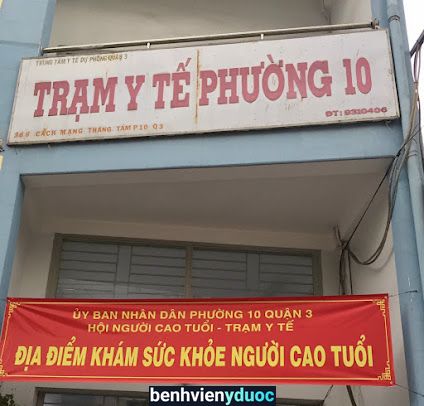 TRUNG TÂM Y TẾ DỰ PHÒNG QUẬN 3
TRẠM Y TẾ PHƯỜNG 10
CÁCH MẠNG THÁNG TÁM P10 Q3
ĐT: 9310406
ỦY BAN NHÂN DÂN PHƯỜNG 10 QUẬN 3
HỘI NGƯỜI CAO TUỔI - TRẠM Y TẾ
ĐỊA ĐIỂM KHÁM SỨC KHỎE NGƯỜI CAO TUỔI
benhvienyduoc